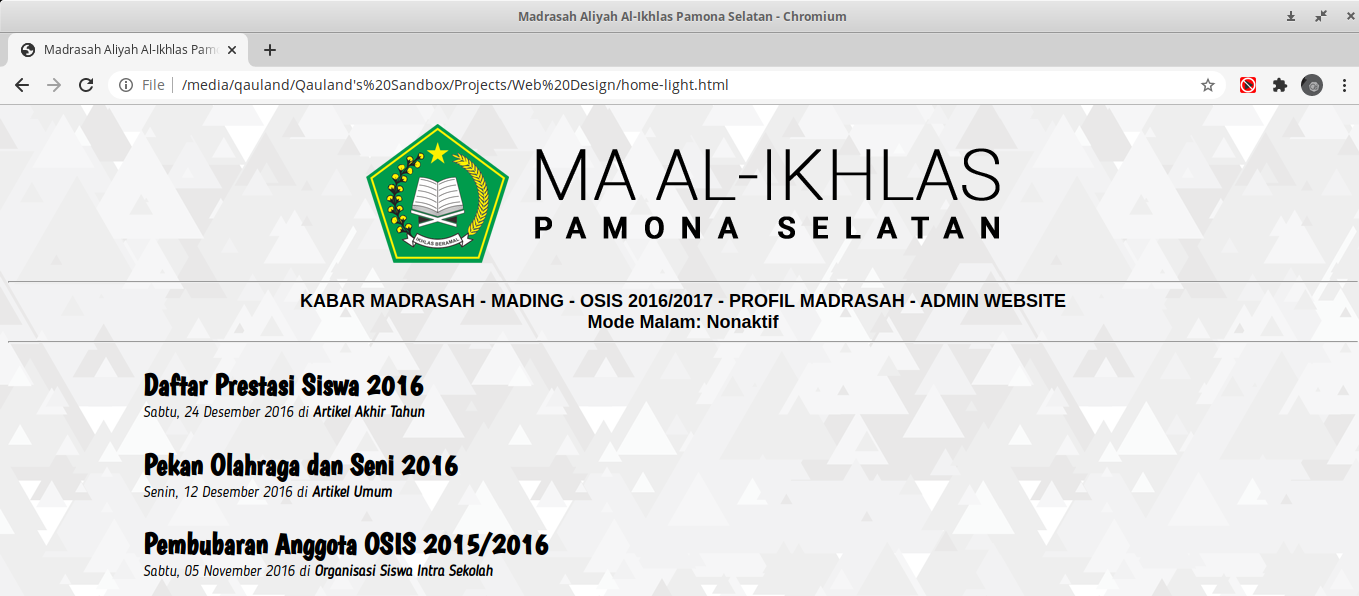 Madrasah Aliyah Al-Ikhlas Pamona Selatan - Chromium
Madrasah Aliyah Al-Ikhlas Pam
File
/media/qauland/Qauland's%20Sandbox/Projects/Web%20Design/home-light.html
IKHLAS BERAMAL
MA AL-IKHLAS
PAMONA SELATAN
KABAR MADRASAH - MADING - OSIS 2016/2017 - PROFIL MADRASAH - ADMIN WEBSITE
Mode Malam: Nonaktif
Daftar Prestasi Siswa 2016
Sabtu, 24 Desember 2016 di Artikel Akhir Tahun
Pekan Olahraga dan Seni 2016
Senin, 12 Desember 2016 di Artikel Umum
Pembubaran Anggota OSIS 2015/2016
Sabtu, 05 November 2016 di Organisasi Siswa Intra Sekolah